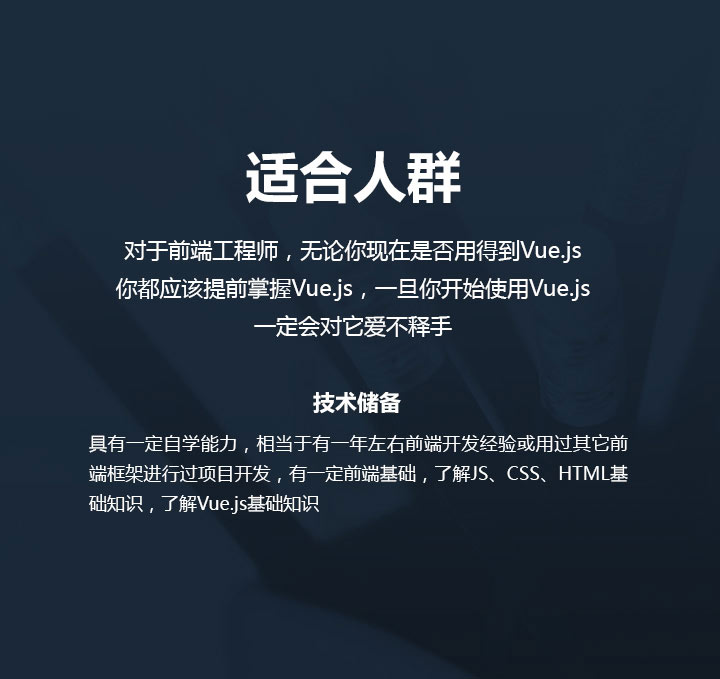 适合人群
对于前端工程师，无论你现在是否用得到Vue.js
你都应该提前掌握Vue.js，一旦你开始使用Vue.js
一定会对它爱不释手
技术储备
具有一定自学能力，相当于有一年左右前端开发经验或用过其它前
端框架进行过项目开发，有一定前端基础，了解JS、CSS、HTML基
础知识，了解Vue.js基础知识